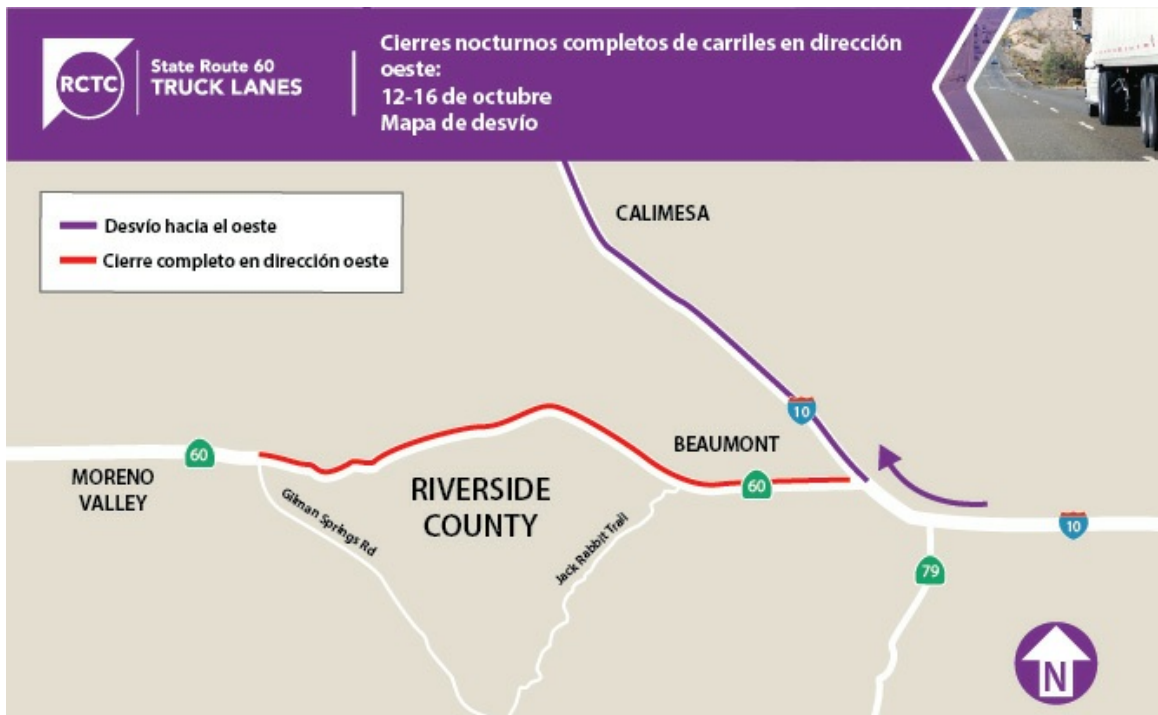 RCTC
State Route 60
TRUCK LANES
Cierres nocturnos completos de carriles en dirección
oeste:
12-16 de octubre
Mapa de desvío
Desvío hacia el oeste
Cierre completo en dirección oeste
CALIMESA
10
BEAUMONT
60
MORENO
VALLEY
Gilman Springs Rd
RIVERSIDE
COUNTY
Jack Rabbit Trail
60
10
79
N